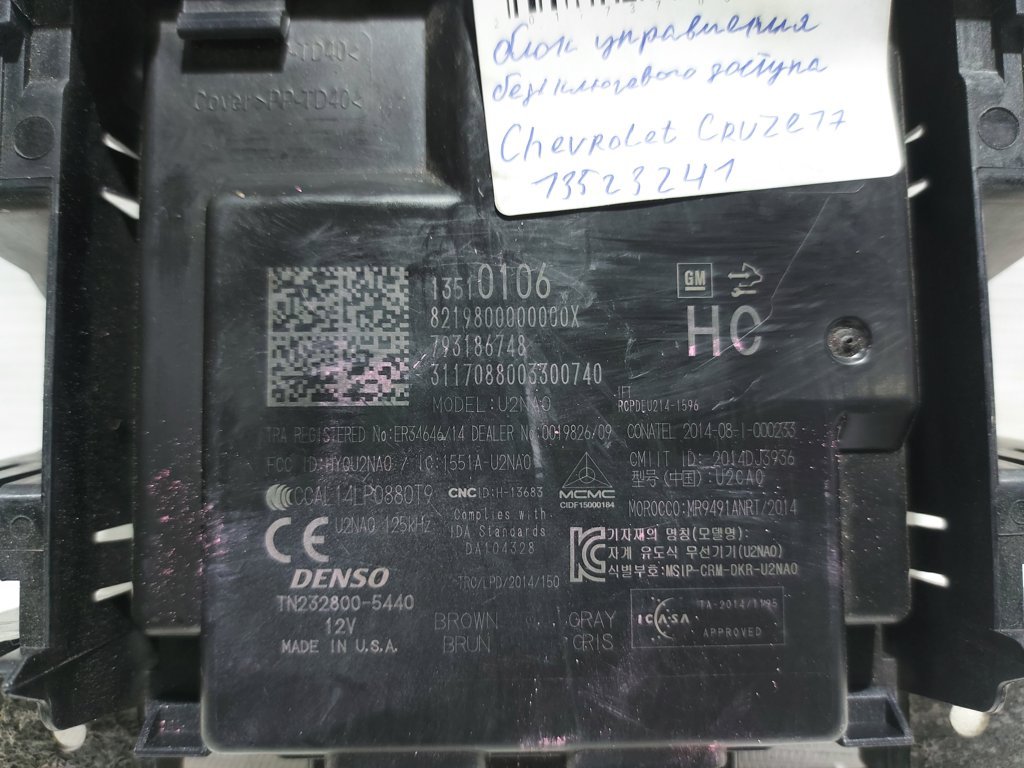 блок управления
безключевого доступа
Chevrolet CRUZE 17
13523241
TD40<
Cover>PP-TD40<
13510106
8219800000000X
793186748
3117088003300740
MODEL:U2NA0
GM
HC
IFT
RCPDEU214-1596
TRA REGISTERED No:ER34646/14 DEALER No:0019826/09
CONATEL 2014-08-I-000233
FCC ID:HYQU2NA0 / IC:1551A-U2NA0
CMIIT ID: 2014DJ3936
型号(中国): U2CA0
CCAI14LP0880T9
CNC ID:H-13683
MCMC
CIDF15000184
MOROCCO:MR9491ANRT/2014
CE
U2NA0 125kHz
Complies with
IDA Standards
DA104328
기자재의 명칭(모델명):
자계 유도식 무선기기(U2NA0)
식별부호:MSIP-CRM-DKR-U2NA0
DENSO
TRC/LPD/2014/150
TN232800-5440
12V
MADE IN U.S.A.
BROWN
BRUN
GRAY
GRIS
ICASA
TA-2014/1195
APPROVED